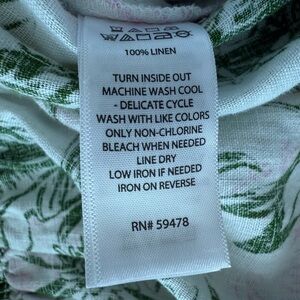 100% LINEN
TURN INSIDE OUT
MACHINE WASH COOL
- DELICATE CYCLE
WASH WITH LIKE COLORS
ONLY NON-CHLORINE
BLEACH WHEN NEEDED
LINE DRY
LOW IRON IF NEEDED
IRON ON REVERSE
RN# 59478